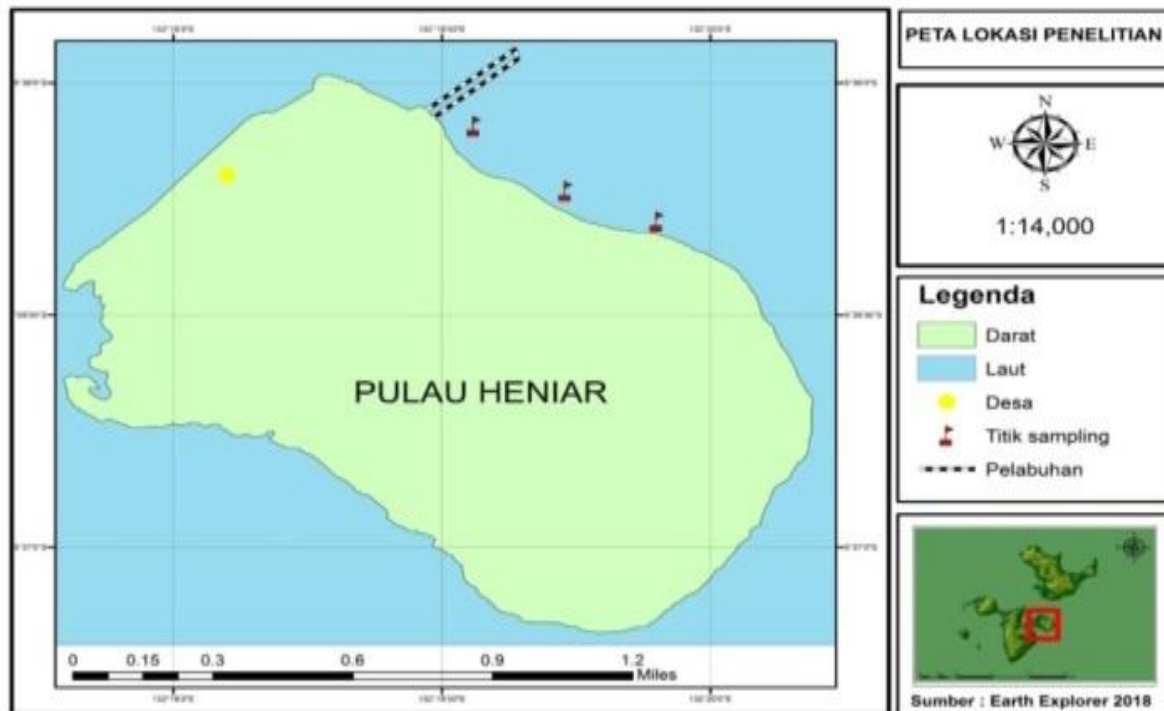 PETA LOKASI PENELITIAN
N
W E
S
1:14,000
PULAU HENIAR
Legenda
Darat
Laut
Desa
Titik sampling
Pelabuhan
0 0.15 0.3 0.6 0.9 1.2
Miles
Sumber : Earth Explorer 2018